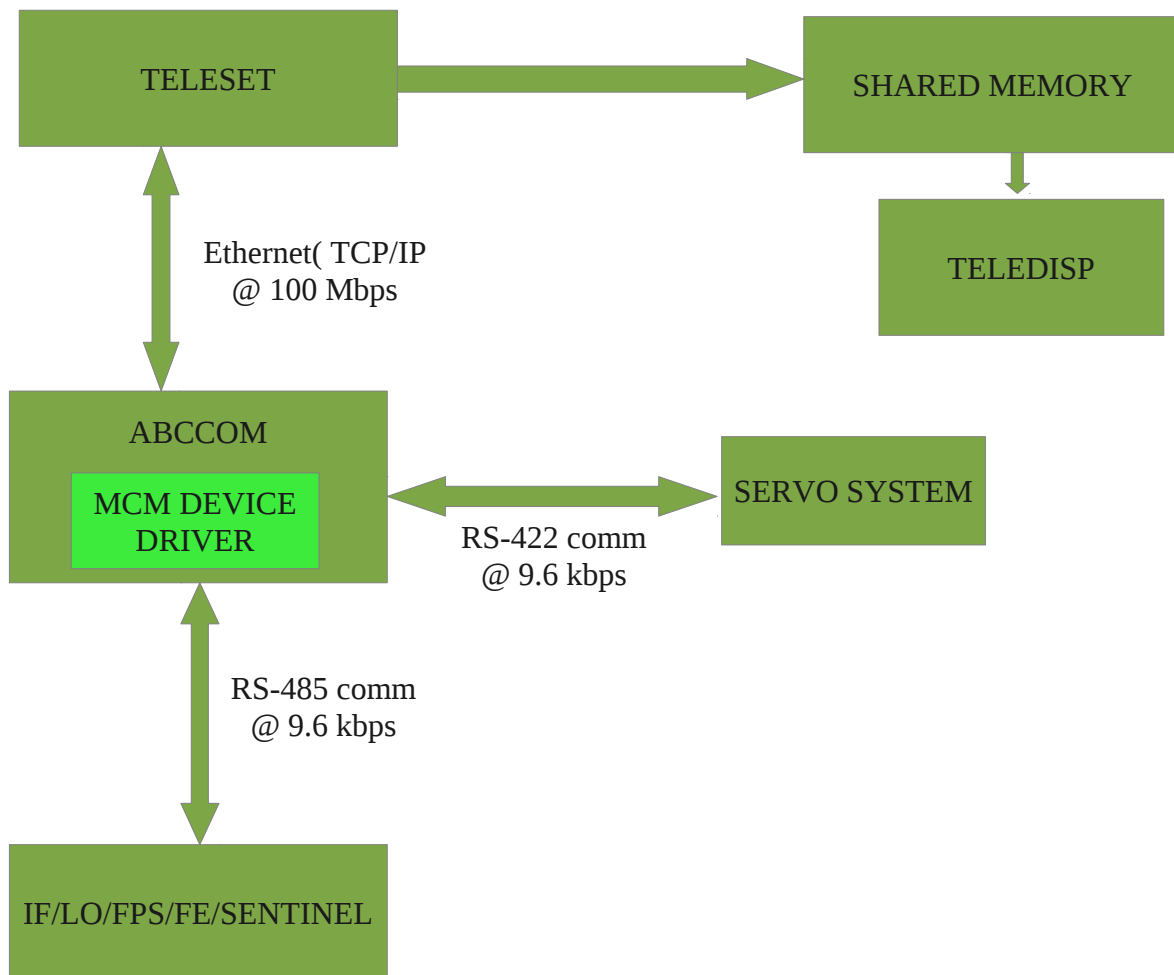 TELESET
SHARED MEMORY
TELEDISP
Ethernet( TCP/IP
@ 100 Mbps
ABCCOM
MCM DEVICE
DRIVER
SERVO SYSTEM
RS-422 comm
@ 9.6 kbps
RS-485 comm
@ 9.6 kbps
IF/LO/FPS/FE/SENTINEL